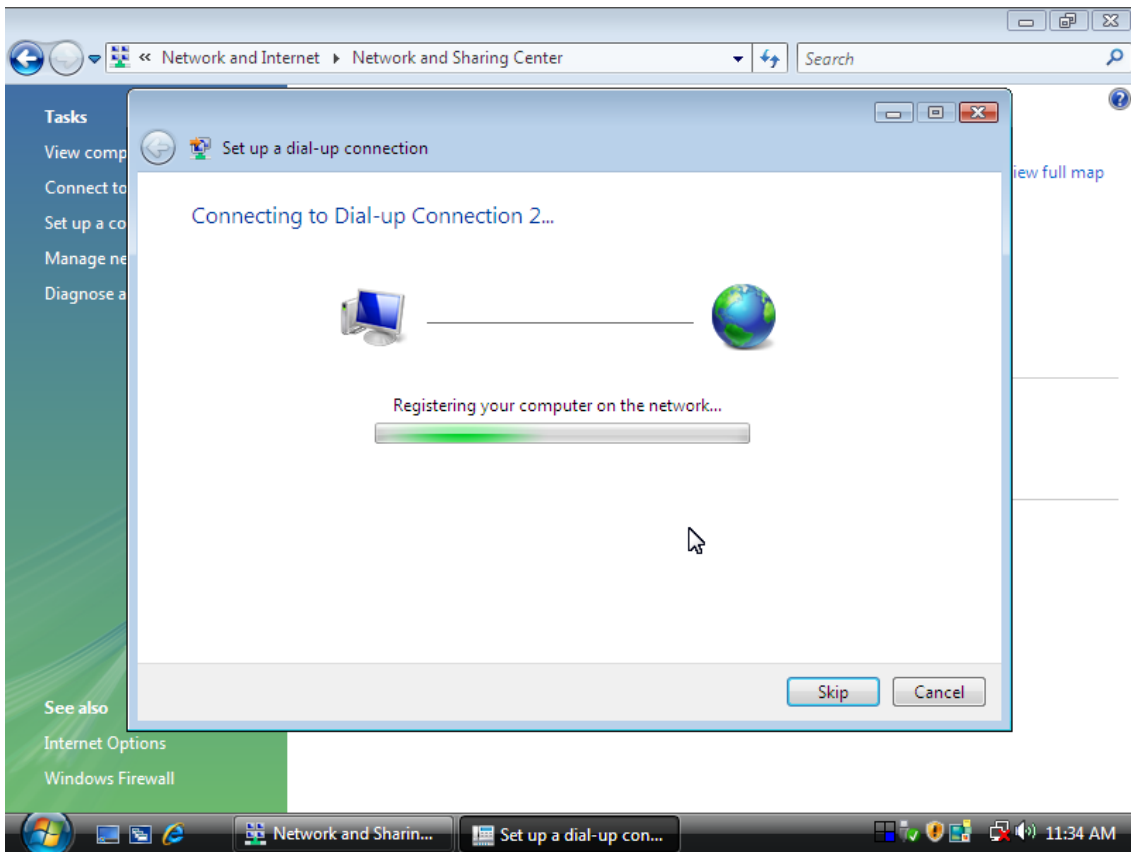 « Network and Internet ▸ Network and Sharing Center
Search
Tasks
View comp
Connect to
Set up a co
Manage ne
Diagnose a
iew full map
Set up a dial-up connection
Connecting to Dial-up Connection 2...
Registering your computer on the network...
Skip
Cancel
See also
Internet Options
Windows Firewall
Network and Sharin...
Set up a dial-up con...
11:34 AM